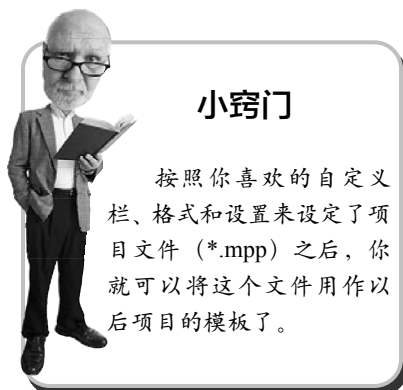 小窍门
按照你喜欢的自定义
栏、格式和设置来设定了项
目文件（*.mpp）之后，你
就可以将这个文件用作以
后项目的模板了。